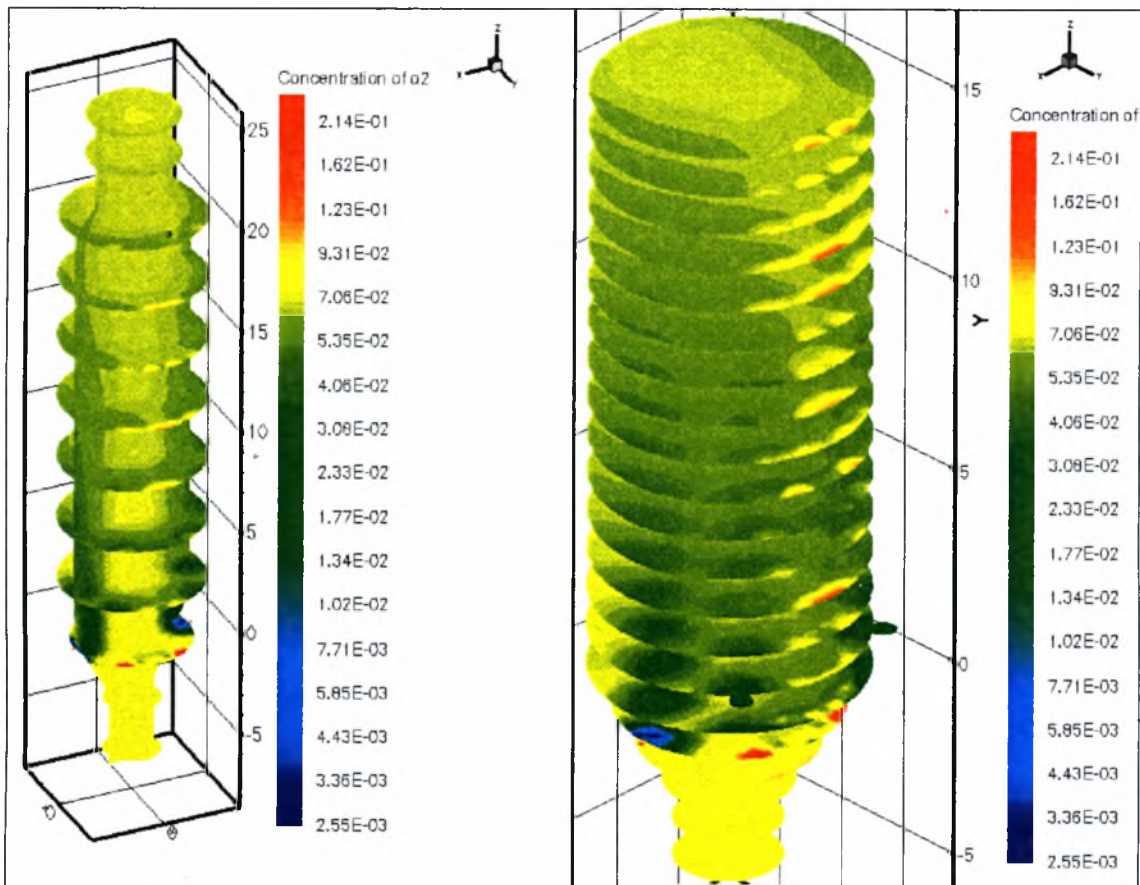 Z
X
Y
Concentration of α2
2.14E-01
1.62E-01
1.23E-01
9.31E-02
7.06E-02
5.35E-02
4.06E-02
3.08E-02
2.33E-02
1.77E-02
1.34E-02
1.02E-02
7.71E-03
5.85E-03
4.43E-03
3.36E-03
2.55E-03
25
20
15
10
5
0
-5
Z
X
Y
Concentration of
2.14E-01
1.62E-01
1.23E-01
9.31E-02
7.06E-02
5.35E-02
4.06E-02
3.08E-02
2.33E-02
1.77E-02
1.34E-02
1.02E-02
7.71E-03
5.85E-03
4.43E-03
3.36E-03
2.55E-03
15
10
Y
5
0
-5